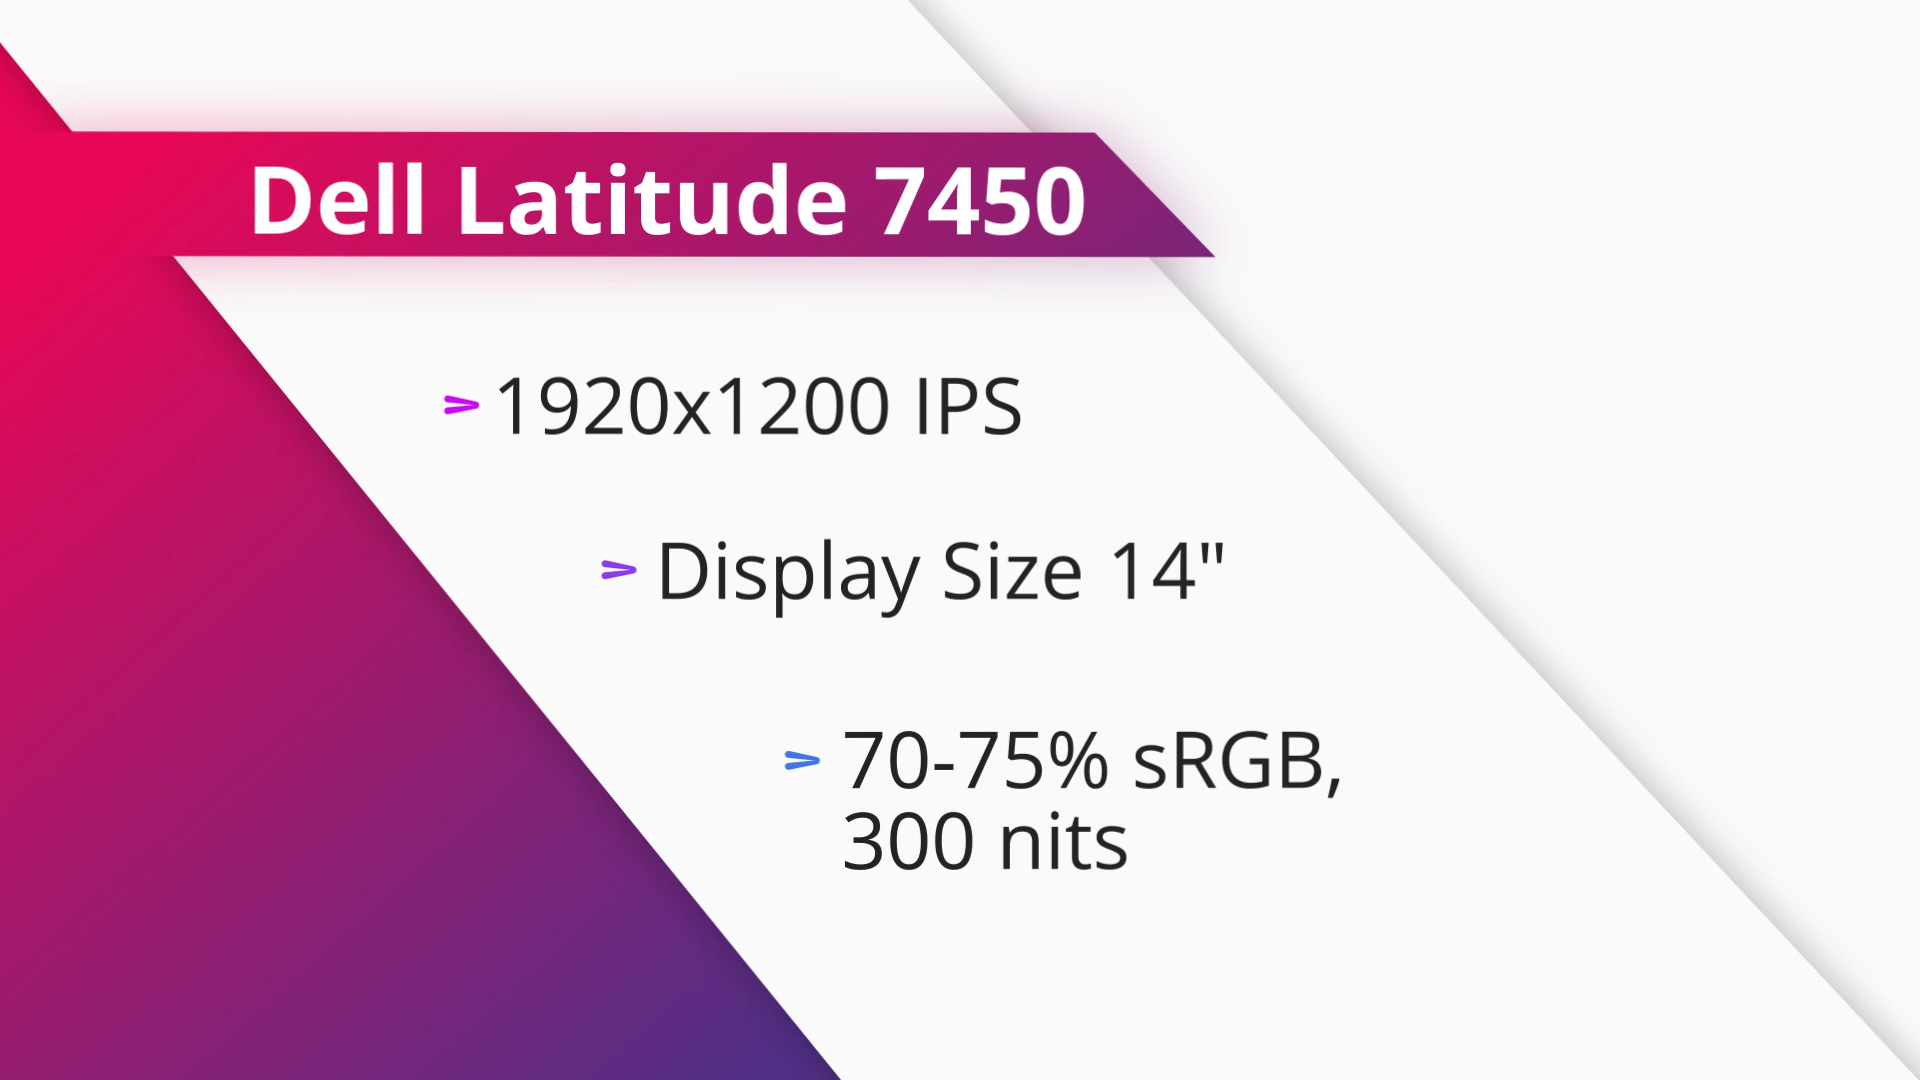 Dell Latitude 7450
1920x1200 IPS
Display Size 14"
70-75% sRGB,
300 nits